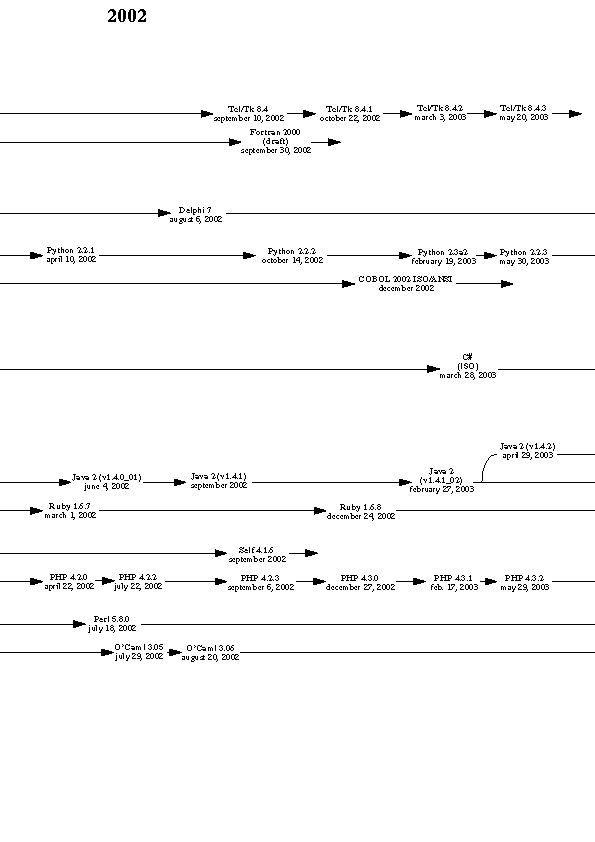 2002
Tcl/Tk 8.4
september 10, 2002
Tcl/Tk 8.4.1
october 22, 2002
Tcl/Tk 8.4.2
march 3, 2003
Tcl/Tk 8.4.3
may 20, 2003
Fortran 2000
(draft)
september 30, 2002
Delphi 7
august 6, 2002
Python 2.2.1
april 10, 2002
Python 2.2.2
october 14, 2002
Python 2.3a2
february 19, 2003
Python 2.2.3
may 30, 2003
COBOL 2002 ISO/ANSI
december 2002
C#
(ISO)
march 28, 2003
Java 2 (v1.4.2)
april 29, 2003
Java 2 (v1.4.0_01)
june 4, 2002
Java 2 (v1.4.1)
september 2002
Java 2
(v1.4.1_02)
february 27, 2003
Ruby 1.6.7
march 1, 2002
Ruby 1.6.8
december 24, 2002
Self 4.1.6
september 2002
PHP 4.2.0
april 22, 2002
PHP 4.2.2
july 22, 2002
PHP 4.2.3
september 6, 2002
PHP 4.3.0
december 27, 2002
PHP 4.3.1
feb. 17, 2003
PHP 4.3.2
may 29, 2003
Perl 5.8.0
july 18, 2002
O'Caml 3.05
july 29, 2002
O'Caml 3.06
august 20, 2002